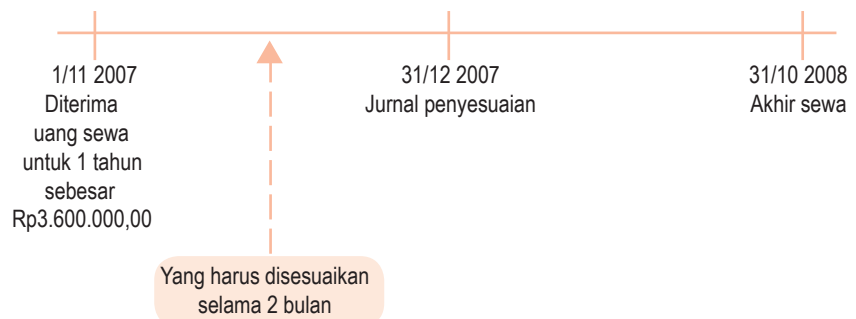 1/11 2007
Diterima
uang sewa
untuk 1 tahun
sebesar
Rp3.600.000,00
31/12 2007
Jurnal penyesuaian
31/10 2008
Akhir sewa
Yang harus disesuaikan
selama 2 bulan